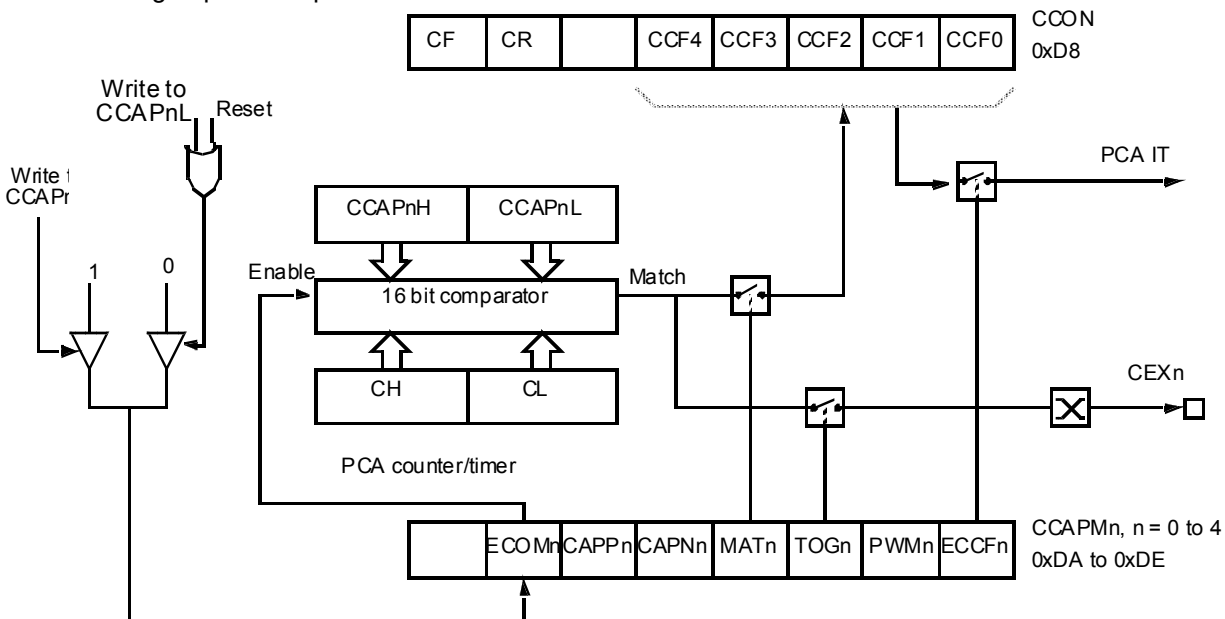 CF CR CCF4 CCF3 CCF2 CCF1 CCF0
CCON
0xD8
Write to
CCAPnL
Reset
Write
PCA IT
CCAPnH CCAPnL
1 0
Enable
16 bit comparator
Match
CH CL
CEXn
PCA counter/timer
ECOMn CAPPn CAPNn MATn TOGn PWMn ECCFn
CCAPMn, n = 0 to 4
0xDA to 0xDE